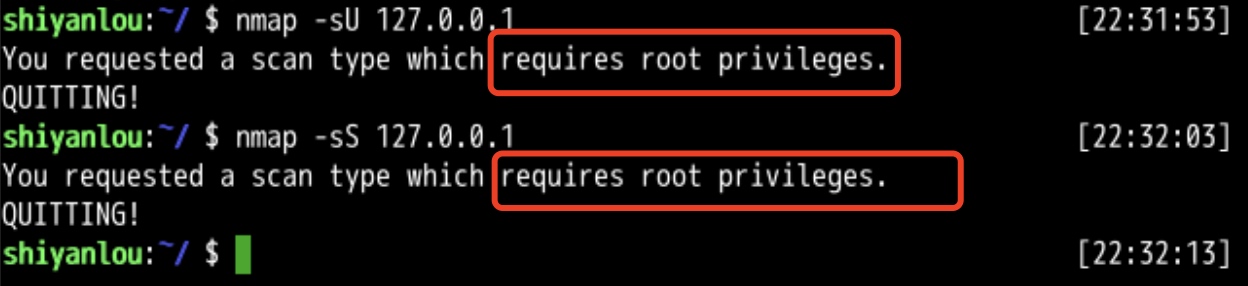 shiyanlou:~/ $ nmap -sU 127.0.0.1 [22:31:53]
You requested a scan type which requires root privileges.
QUITTING!
shiyanlou:~/ $ nmap -sS 127.0.0.1 [22:32:03]
You requested a scan type which requires root privileges.
QUITTING!
shiyanlou:~/ $ [22:32:13]